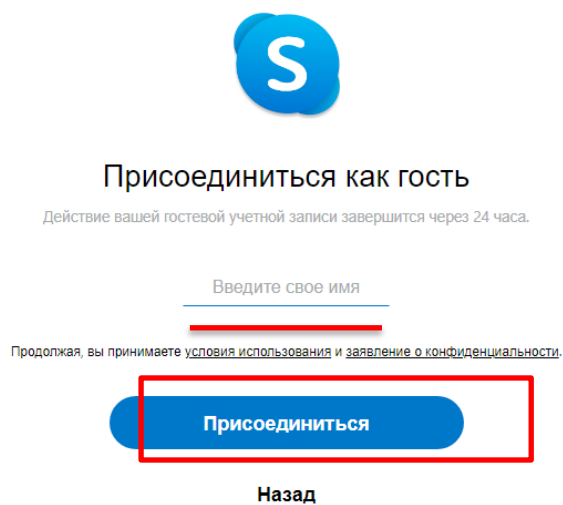 S
Присоединиться как гость
Действие вашей гостевой учетной записи завершится через 24 часа.
Введите свое имя
Продолжая, вы принимаете условия использования и заявление о конфиденциальности.
Присоединиться
Назад